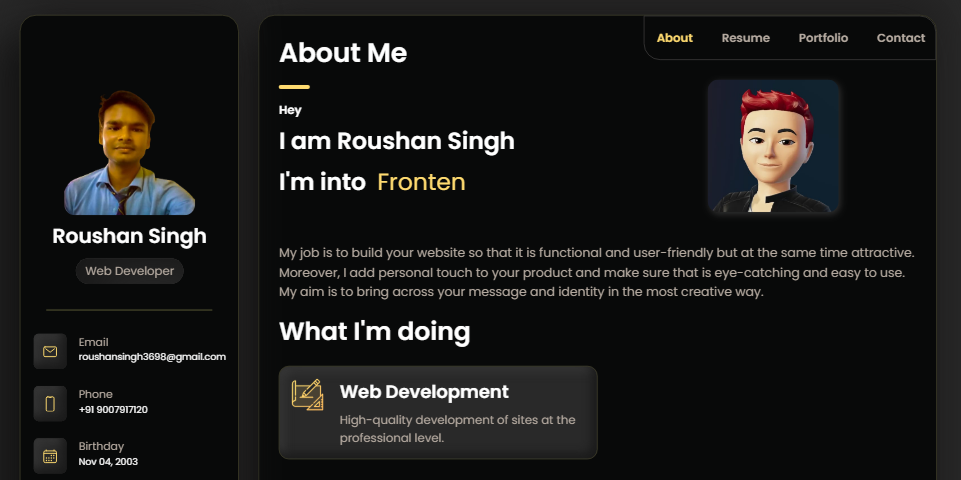 Roushan Singh
Web Developer
Email
roushansingh3698@gmail.com
Phone
+91 9007917120
Birthday
Nov 04, 2003
About
Resume
Portfolio
Contact
About Me
Hey
I am Roushan Singh
I'm into Fronten
My job is to build your website so that it is functional and user-friendly but at the same time attractive.
Moreover, I add personal touch to your product and make sure that is eye-catching and easy to use.
My aim is to bring across your message and identity in the most creative way.
What I'm doing
Web Development
High-quality development of sites at the
professional level.